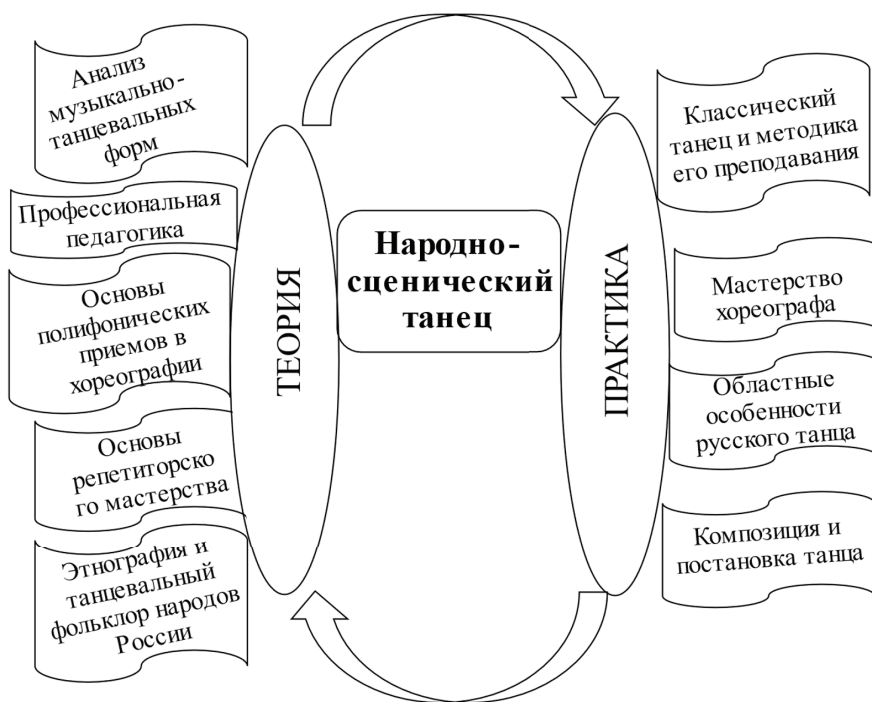 Анализ
музыкально-
танцевальных
форм
Профессиональная
педагогика
Основы
полифонических
приемов в
хореографии
Основы
репетиторско
го мастерства
Этнография и
танцевальный
фольклор народов
России
ТЕОРИЯ
Народно-
сценический
танец
ПРАКТИКА
Классический
танец и методика
его преподавания
Мастерство
хореографа
Областные
особенности
русского танца
Композиция и
постановка танца